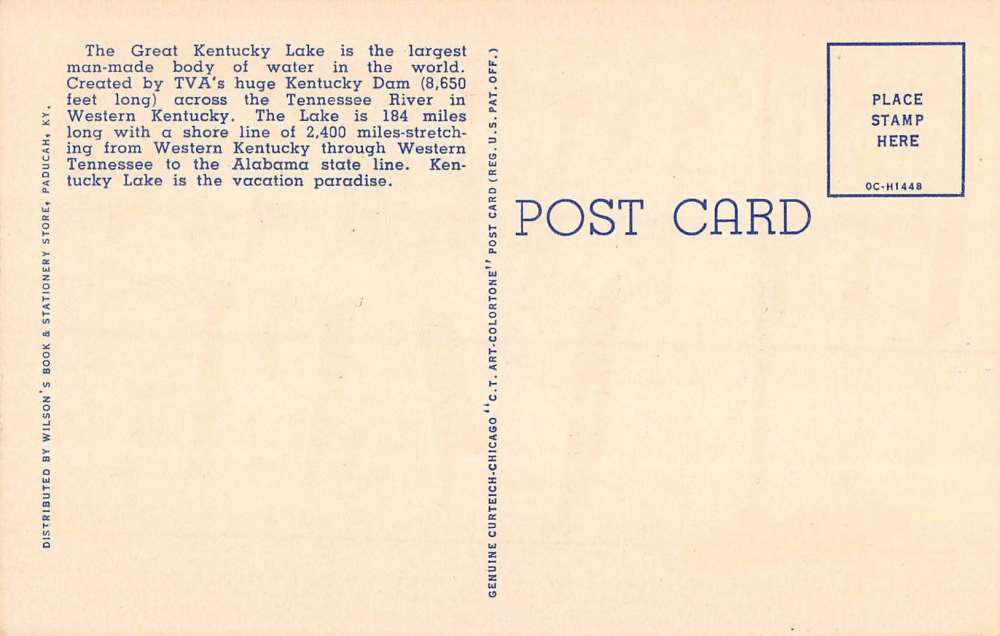 The Great Kentucky Lake is the largest
man-made body of water in the world.
Created by TVA's huge Kentucky Dam (8,650
feet long) across the Tennessee River in
Western Kentucky. The Lake is 184 miles
long with a shore line of 2,400 miles-stretch-
ing from Western Kentucky through Western
Tennessee to the Alabama state line. Ken-
tucky Lake is the vacation paradise.
DISTRIBUTED BY WILSON'S BOOK & STATIONERY STORE, PADUCAH, KY.
GENUINE CURTEICH-CHICAGO "C.T. ART-COLORTONE" POST CARD (REG. U.S. PAT. OFF.)
POST CARD
PLACE
STAMP
HERE
OC-H1448